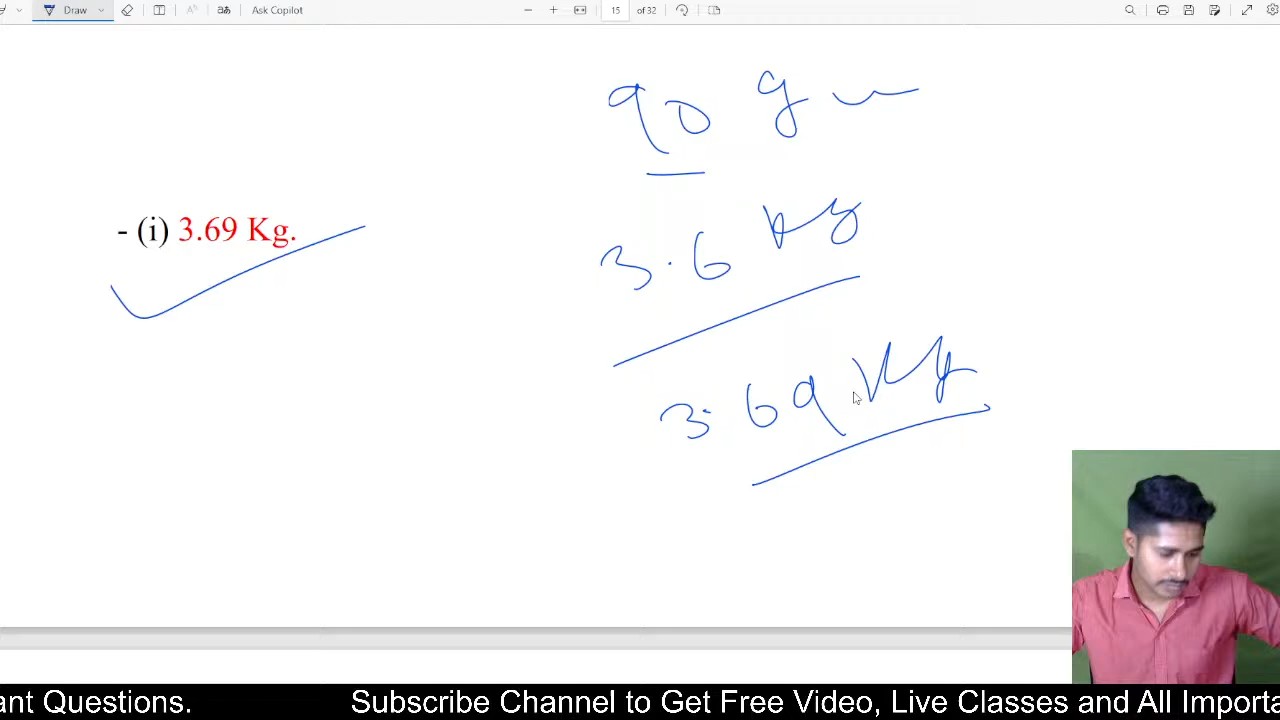 Draw
Ask Copilot
15 of 32
90 gm
- (i) 3.69 Kg.
3.6 Kg
3.69 Kg
ant Questions. Subscribe Channel to Get Free Video, Live Classes and All Importa